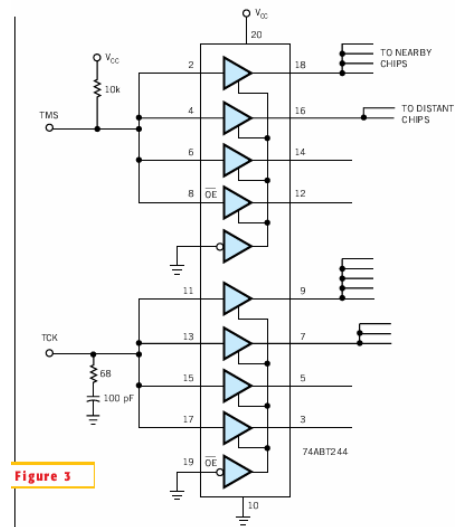 VCC
20
VCC
2
18
TO NEARBY
CHIPS
10k
TMS
4
16
TO DISTANT
CHIPS
6
14
8
OE
12
11
9
TCK
13
7
68
15
5
100 pF
17
3
74ABT244
19
OE
Figure 3
10